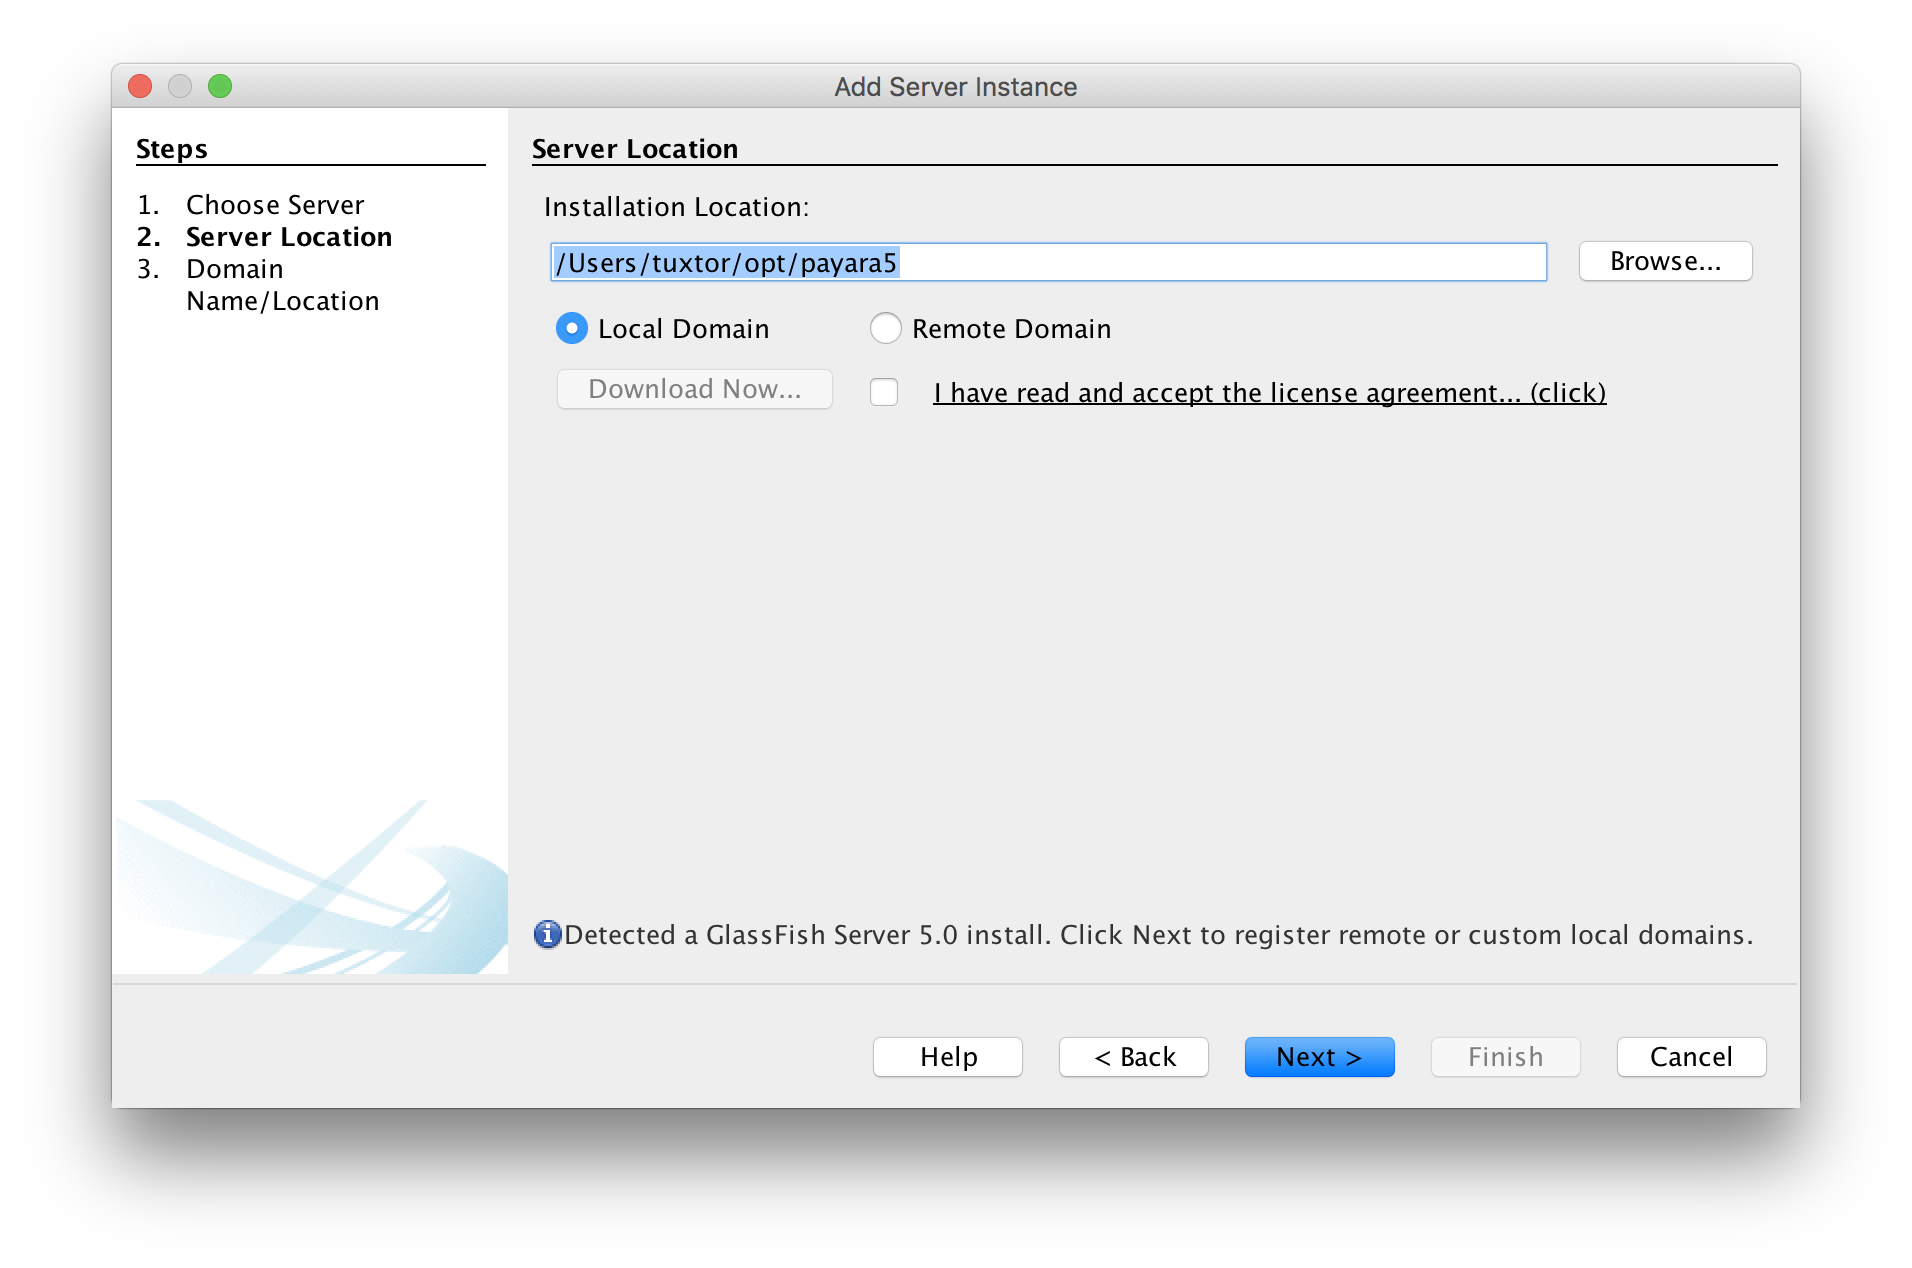 Add Server Instance
Steps
1. Choose Server
2. Server Location
3. Domain
Name/Location
Server Location
Installation Location:
/Users/tuxtor/opt/payara5
Browse...
Local Domain
Remote Domain
Download Now...
I have read and accept the license agreement... (click)
Detected a GlassFish Server 5.0 install. Click Next to register remote or custom local domains.
Help
< Back
Next >
Finish
Cancel